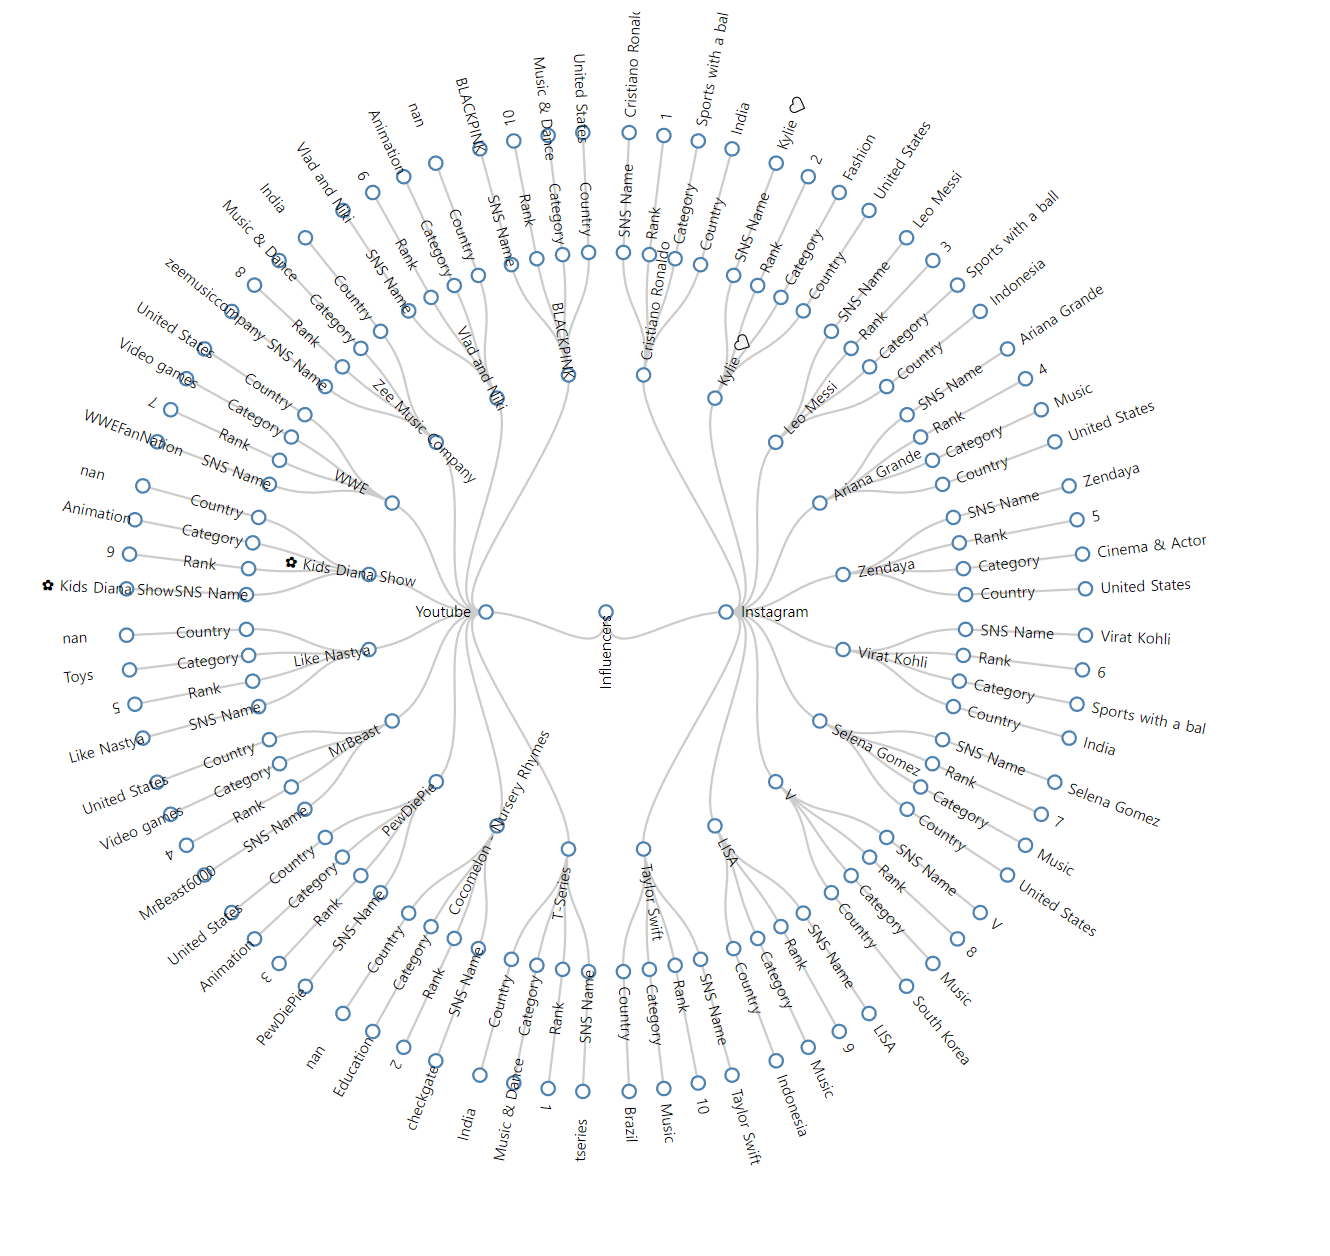 Influencers
Instagram
Cristiano Ronaldo
SNS Name
Cristiano Ronald
Rank
1
Category
Sports with a bal
Country
India
Kylie ♡
SNS Name
Kylie ♡
Rank
2
Category
Fashion
Country
United States
Leo Messi
SNS Name
Leo Messi
Rank
3
Category
Sports with a ball
Country
Indonesia
Ariana Grande
SNS Name
Ariana Grande
Rank
4
Category
Music
Country
United States
Zendaya
SNS Name
Zendaya
Rank
5
Category
Cinema & Actor
Country
United States
Virat Kohli
SNS Name
Virat Kohli
Rank
6
Category
Sports with a bal
Country
India
Selena Gomez
SNS Name
Selena Gomez
Rank
7
Category
Music
Country
United States
V
SNS Name
V
Rank
8
Category
Music
Country
South Korea
LISA
SNS Name
LISA
Rank
9
Category
Music
Country
Indonesia
Taylor Swift
SNS Name
Taylor Swift
Rank
10
Category
Music
Country
Brazil
Youtube
T-Series
SNS Name
tseries
Rank
1
Category
Music & Dance
Country
India
Cocomelon - Nursery Rhymes
SNS Name
checkgate
Rank
2
Category
Education
Country
nan
PewDiePie
SNS Name
PewDiePie
Rank
3
Category
Animation
Country
United States
MrBeast
SNS Name
MrBeast6000
Rank
4
Category
Video games
Country
United States
Like Nastya
SNS Name
Like Nastya
Rank
5
Category
Toys
Country
nan
✿ Kids Diana Show
SNS Name
✿ Kids Diana Show
Rank
6
Category
Animation
Country
nan
WWE
SNS Name
WWEFanNation
Rank
7
Category
Video games
Country
United States
Zee Music Company
SNS Name
zeemusiccompany
Rank
8
Category
Music & Dance
Country
India
Vlad and Niki
SNS Name
Vlad and Niki
Rank
9
Category
Animation
Country
nan
BLACKPINK
SNS Name
BLACKPINK
Rank
10
Category
Music & Dance
Country
United States